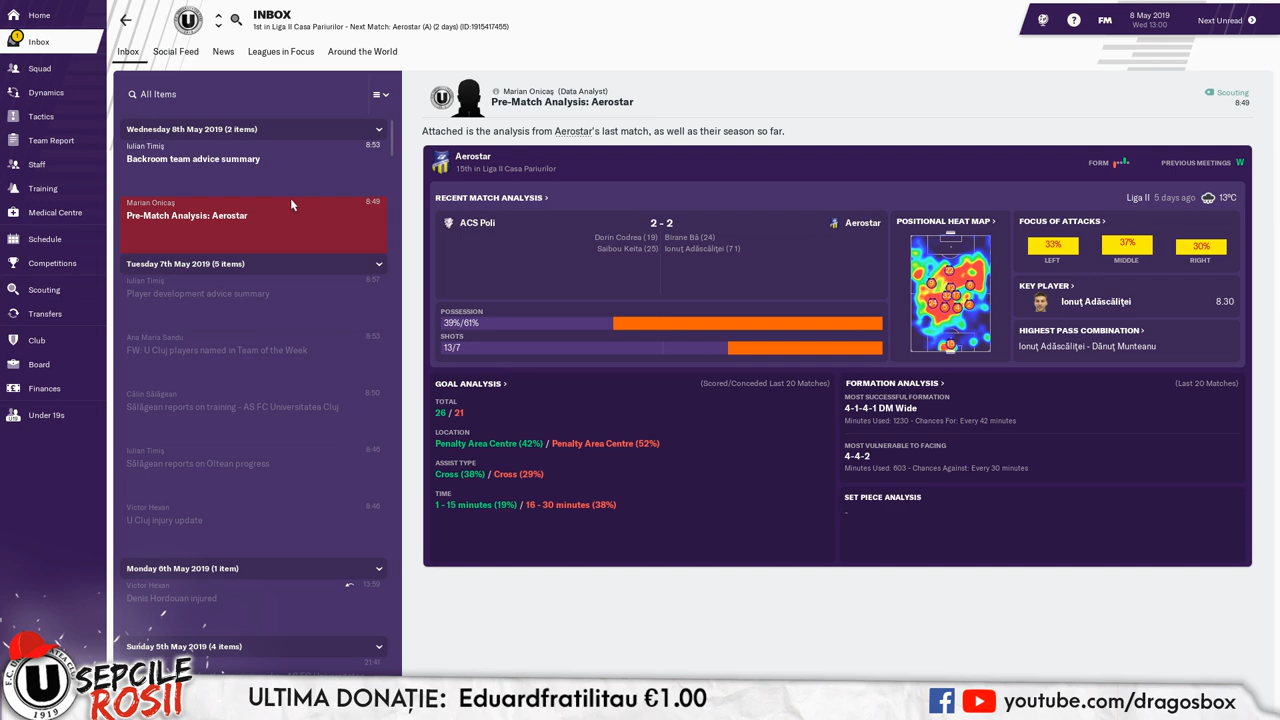 Home
1
Inbox
Squad
Dynamics
Tactics
Team Report
Staff
Training
Medical Centre
Schedule
Competitions
Scouting
Transfers
Club
Board
Finances
Under 19s
INBOX
1st in Liga II Casa Pariurilor - Next Match: Aerostar (A) (2 days) (ID:1915417455)
FM
8 May 2019
Wed 13:00
Next Unread
Inbox Social Feed News Leagues in Focus Around the World
All Items
Wednesday 8th May 2019 (2 items)
Iulian Timiș 8:53
Backroom team advice summary
Marian Onicaș 8:49
Pre-Match Analysis: Aerostar
Tuesday 7th May 2019 (5 items)
Iulian Timiș 8:57
Player development advice summary
Ana Maria Sandu 8:53
FW: U Cluj players named in Team of the Week
Călin Sălăgean 8:50
Sălăgean reports on training - AS FC Universitatea Cluj
Iulian Timiș 8:46
Sălăgean reports on Oltean progress
Victor Hexan 8:46
U Cluj injury update
Monday 6th May 2019 (1 item)
Victor Hexan 13:59
Denis Hordouan injured
Sunday 5th May 2019 (4 items)
21:41
Marian Onicaș (Data Analyst)
Pre-Match Analysis: Aerostar
Scouting
8:49
Attached is the analysis from Aerostar's last match, as well as their season so far.
Aerostar
15th in Liga II Casa Pariurilor
FORM
PREVIOUS MEETINGS W
RECENT MATCH ANALYSIS >
Liga II 5 days ago 13°C
ACS Poli 2 - 2 Aerostar
Dorin Codrea (19) Birane Bâ (24)
Saibou Keita (25) Ionuț Adăscăliței (71)
POSSESSION
39%/61%
SHOTS
13/7
POSITIONAL HEAT MAP >
FOCUS OF ATTACKS >
33% 37% 30%
LEFT MIDDLE RIGHT
KEY PLAYER >
Ionuț Adăscăliței 8.30
HIGHEST PASS COMBINATION >
Ionuț Adăscăliței - Dănuț Munteanu
GOAL ANALYSIS > (Scored/Conceded Last 20 Matches)
TOTAL
26 / 21
LOCATION
Penalty Area Centre (42%) / Penalty Area Centre (52%)
ASSIST TYPE
Cross (38%) / Cross (29%)
TIME
1 - 15 minutes (19%) / 16 - 30 minutes (38%)
FORMATION ANALYSIS > (Last 20 Matches)
MOST SUCCESSFUL FORMATION
4-1-4-1 DM Wide
Minutes Used: 1230 - Chances For: Every 42 minutes
MOST VULNERABLE TO FACING
4-4-2
Minutes Used: 603 - Chances Against: Every 30 minutes
SET PIECE ANALYSIS
-
U
1919
SEPCILE
ROSII
ULTIMA DONAȚIE: Eduardfratilitau €1.00
youtube.com/dragosbox